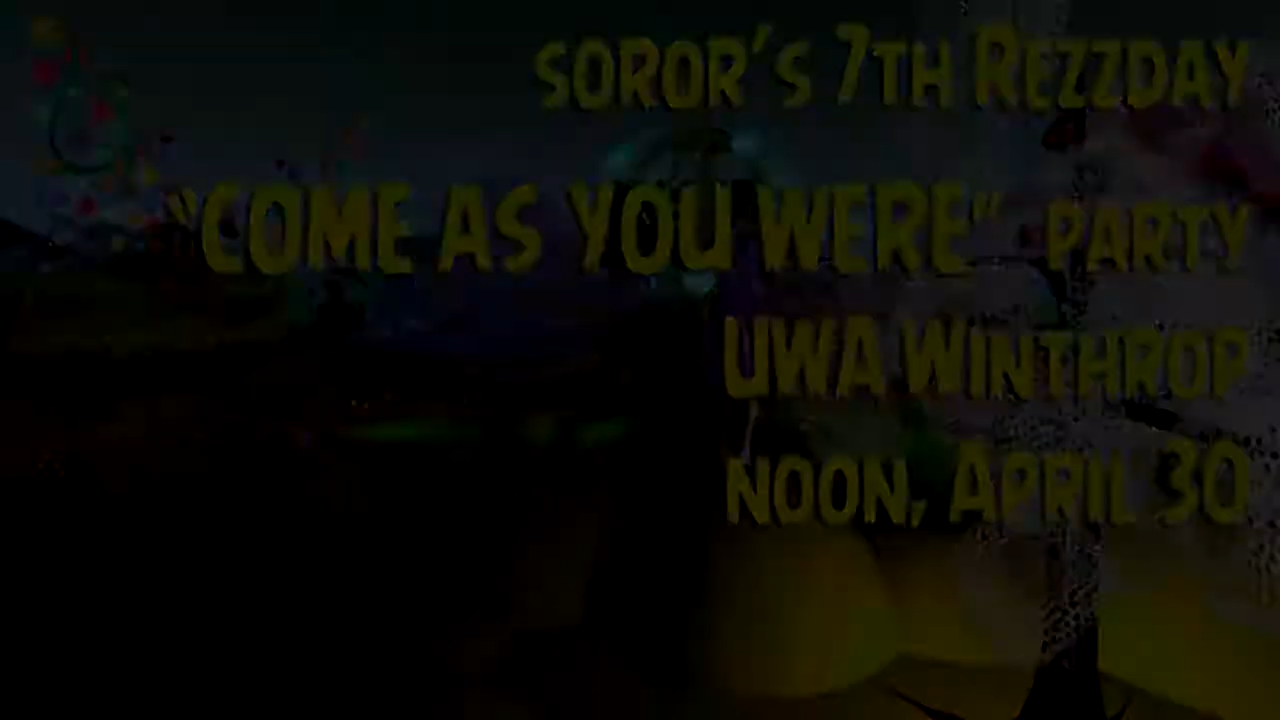 SOROR'S 7TH REZZDAY
"COME AS YOU WERE" PARTY
UWA WINTHROP
NOON, APRIL 30